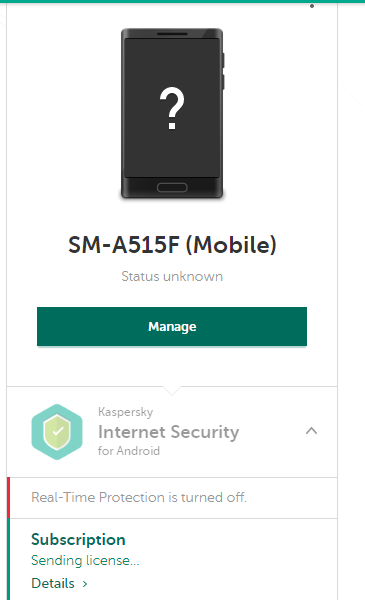 ?
SM-A515F (Mobile)
Status unknown
Manage
Kaspersky
Internet Security
for Android
Real-Time Protection is turned off.
Subscription
Sending license...
Details >